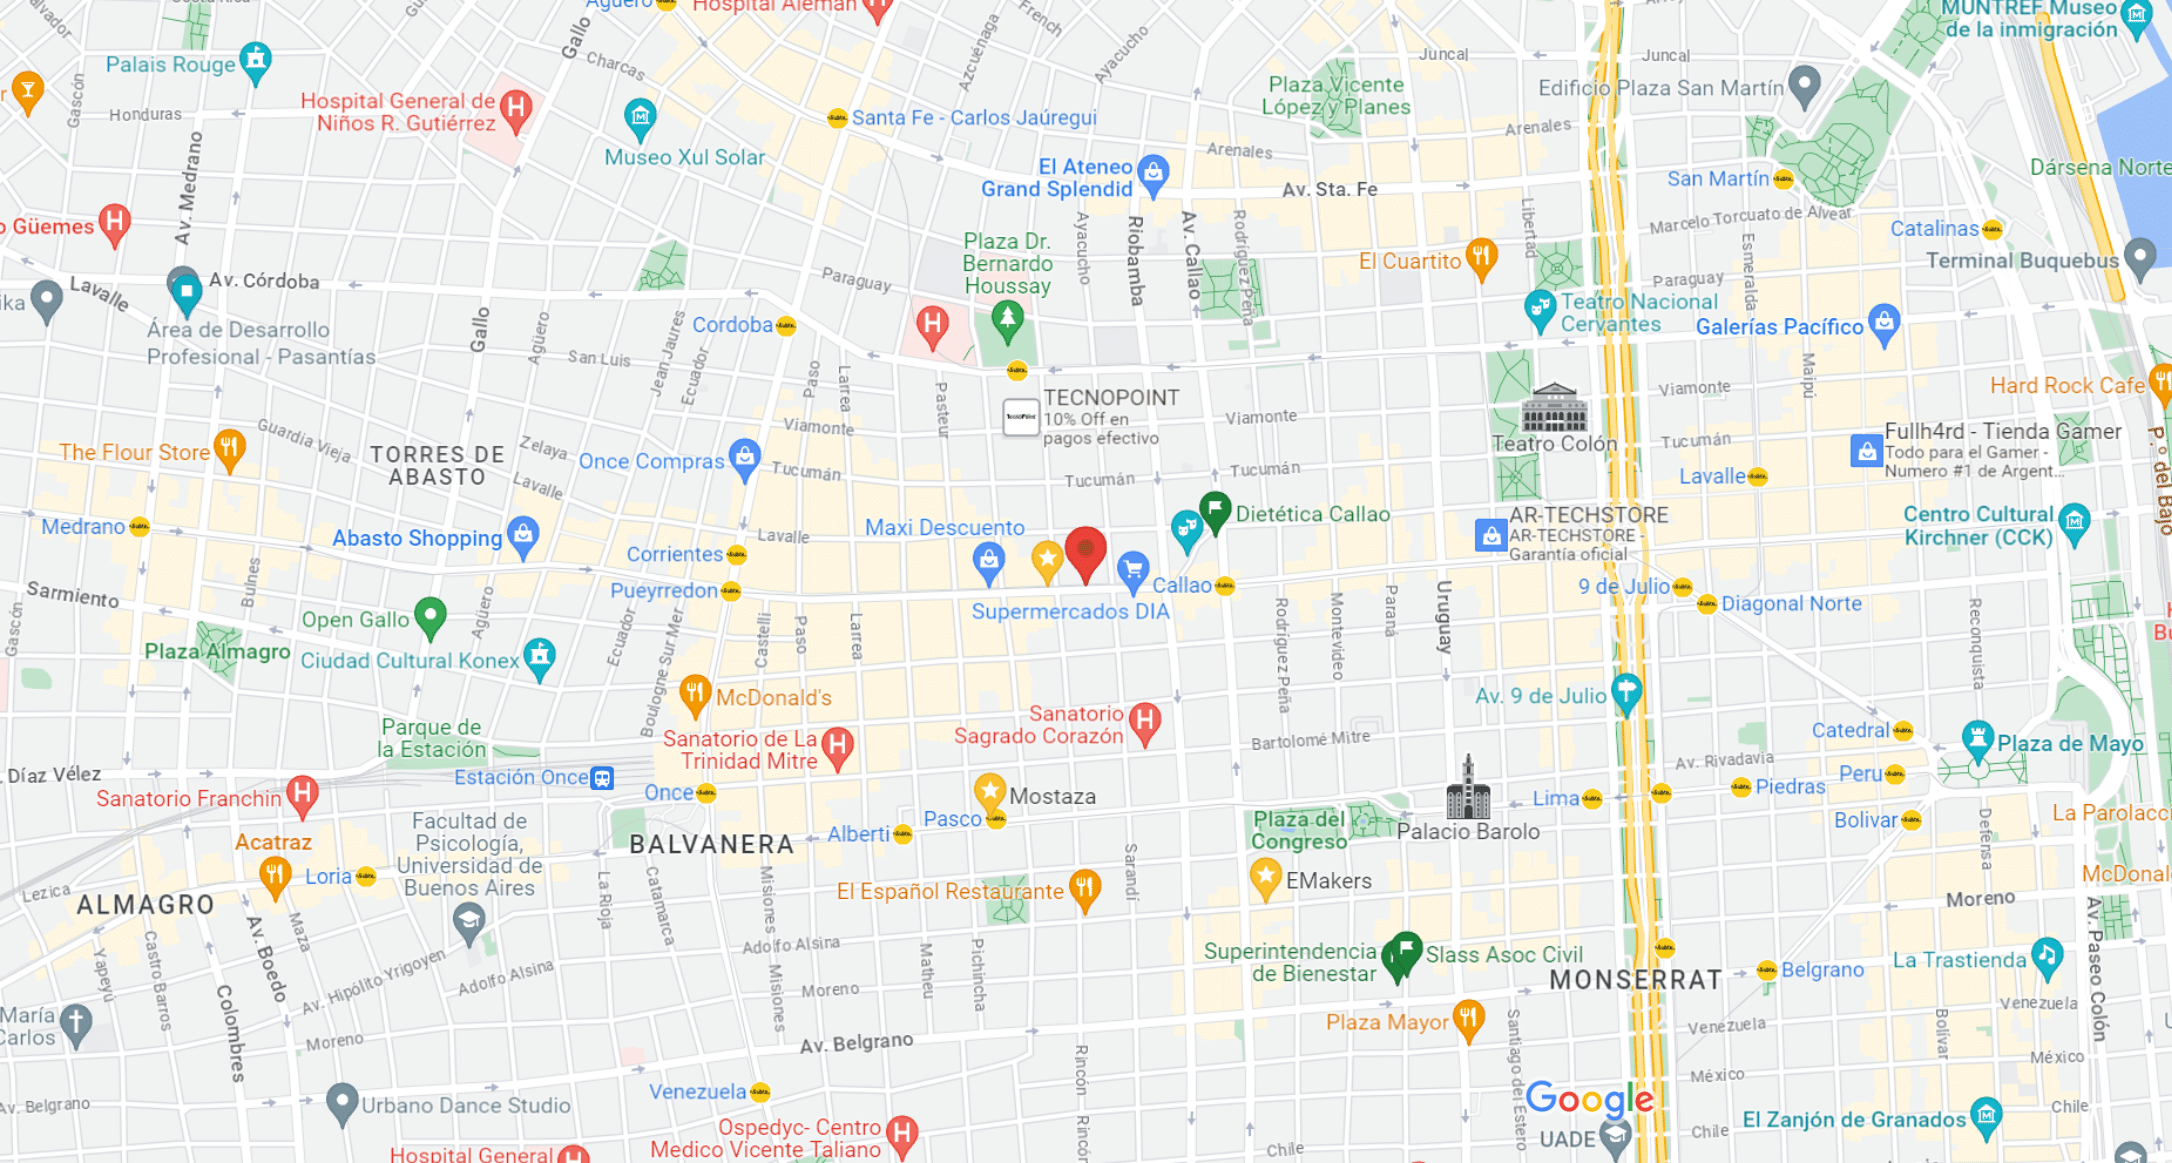 Costa Rica
Agüero
Hospital Alemán
Gallo
French
Azcuénaga
Ayacucho
Charcas
Juncal
Juncal
MUNTREF Museo
de la inmigración
Palais Rouge
Gascón
Honduras
Hospital General de
Niños R. Gutiérrez
Museo Xul Solar
Santa Fe - Carlos Jaúregui
Plaza Vicente
López y Planes
Arenales
Arenales
Edificio Plaza San Martín
Av. Medrano
El Ateneo
Grand Splendid
Av. Sta. Fe
San Martín
Dársena Norte
Marcelo Torcuato de Alvear
Libertad
Esmeralda
Catalinas
Terminal Buquebus
o Güemes
Plaza Dr.
Bernardo
Houssay
Ayacucho
Riobamba
Av. Callao
Rodríguez Peña
El Cuartito
Paraguay
Paraguay
Av. Córdoba
Lavalle
ika
Área de Desarrollo
Profesional - Pasantías
Gallo
Agüero
San Luis
Jean Jaures
Ecuador
Cordoba
Paso
Larrea
Pasteur
Teatro Nacional
Cervantes
Galerías Pacífico
Maipú
Viamonte
Hard Rock Cafe
TECNOPOINT
10% Off en
pagos efectivo
Viamonte
Viamonte
Teatro Colón
Tucumán
Fullh4rd - Tienda Gamer
Todo para el Gamer -
Numero #1 de Argent...
P.º del Bajo
The Flour Store
Guardia Vieja
TORRES DE
ABASTO
Zelaya
Lavalle
Once Compras
Tucumán
Tucumán
Tucumán
Lavalle
Medrano
Abasto Shopping
Corrientes
Lavalle
Maxi Descuento
Dietética Callao
AR-TECHSTORE
AR-TECHSTORE -
Garantía oficial
Centro Cultural
Kirchner (CCK)
Sarmiento
Bulnes
Gascón
Pueyrredon
Supermercados DIA
Callao
9 de Julio
Diagonal Norte
Open Gallo
Agüero
Ecuador
Boulogne Sur Mer
Castelli
Paso
Larrea
Rodríguez Peña
Montevideo
Paraná
Uruguay
Reconquista
Plaza Almagro
Ciudad Cultural Konex
McDonald's
Av. 9 de Julio
Parque de
la Estación
Sanatorio
Sagrado Corazón
Sanatorio de La
Trinidad Mitre
Bartolomé Mitre
Catedral
Plaza de Mayo
Av. Rivadavia
Peru
. Díaz Vélez
Estación Once
Once
Sanatorio Franchin
Mostaza
Lima
Piedras
Bolivar
Defensa
La Parolacc
Acatraz
Facultad de
Psicología,
Universidad de
Buenos Aires
BALVANERA
Alberti
Pasco
Plaza del
Congreso
Palacio Barolo
Loria
Lezica
ALMAGRO
Sarandí
El Español Restaurante
EMakers
McDonal
Moreno
La Rioja
Catamarca
Misiones
Av. Boedo
Maza
Yapeyú
Castro Barros
Adolfo Alsina
Adolfo Alsina
Av. Hipólito Yrigoyen
Matheu
Pichincha
Misiones
Superintendencia
de Bienestar
Slass Asoc Civil
MONSERRAT
Belgrano
La Trastienda
Av. Paseo Colón
Colombres
Moreno
Moreno
Venezuela
Venezuela
Bolívar
María
Carlos
Plaza Mayor
Av. Belgrano
Santiago del Estero
México
México
Rincón
Rincón
Venezuela
Av. Belgrano
Urbano Dance Studio
Google
Chile
Chile
Chile
El Zanjón de Granados
UADE
Ospedyc- Centro
Medico Vicente Taliano
Hospital General